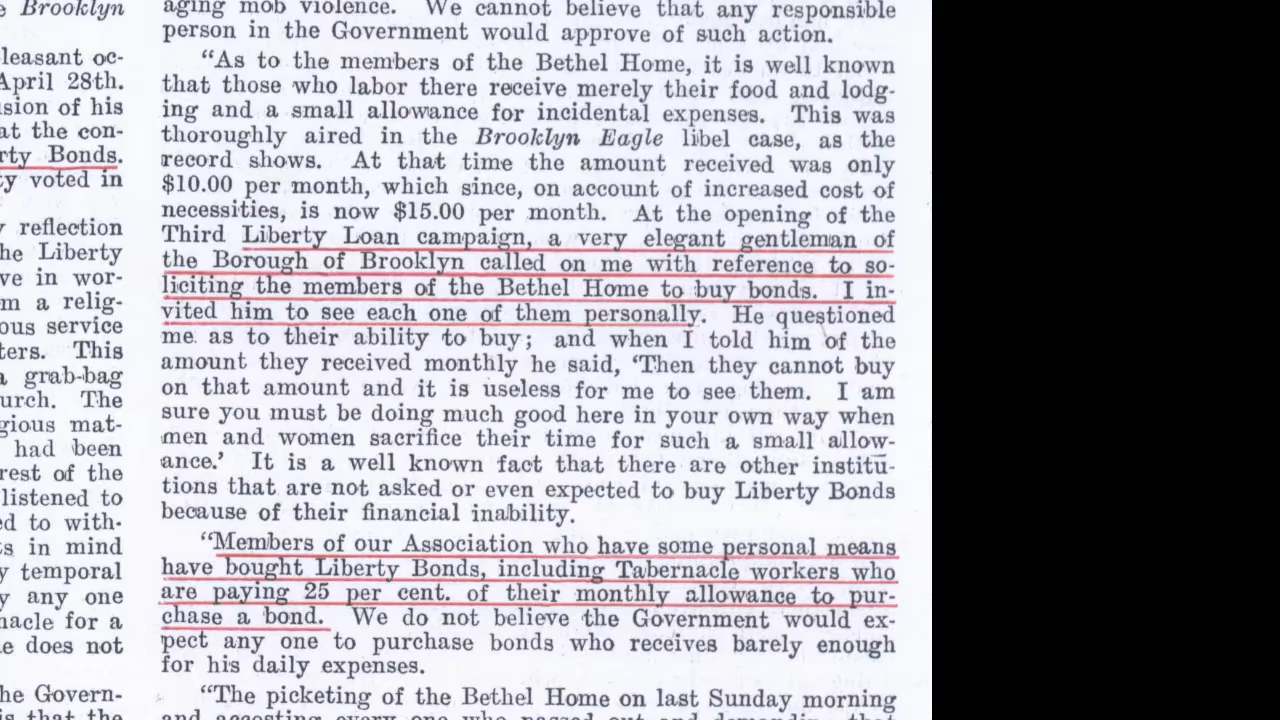 e Brooklyn
leasant oc-
April 28th.
sion of his
at the con-
rty Bonds.
y voted in
reflection
he Liberty
ve in wor-
m a relig-
ous service
ters. This
a grab-bag
urch. The
gious mat-
had been
rest of the
listened to
ed to with-
s in mind
y temporal
y any one
nacle for a
e does not
he Govern-
is that the
aging mob violence. We cannot believe that any responsible
person in the Government would approve of such action.
"As to the members of the Bethel Home, it is well known
that those who labor there receive merely their food and lodg-
ing and a small allowance for incidental expenses. This was
thoroughly aired in the Brooklyn Eagle libel case, as the
record shows. At that time the amount received was only
$10.00 per month, which since, on account of increased cost of
necessities, is now $15.00 per month. At the opening of the
Third Liberty Loan campaign, a very elegant gentleman of
the Borough of Brooklyn called on me with reference to so-
liciting the members of the Bethel Home to buy bonds. I in-
vited him to see each one of them personally. He questioned
me as to their ability to buy; and when I told him of the
amount they received monthly he said, 'Then they cannot buy
on that amount and it is useless for me to see them. I am
sure you must be doing much good here in your own way when
men and women sacrifice their time for such a small allow-
ance.' It is a well known fact that there are other institu-
tions that are not asked or even expected to buy Liberty Bonds
because of their financial inability.
"Members of our Association who have some personal means
have bought Liberty Bonds, including Tabernacle workers who
are paying 25 per cent. of their monthly allowance to pur-
chase a bond. We do not believe the Government would ex-
pect any one to purchase bonds who receives barely enough
for his daily expenses.
"The picketing of the Bethel Home on last Sunday morning
and accosting every one who passed out and demanding that